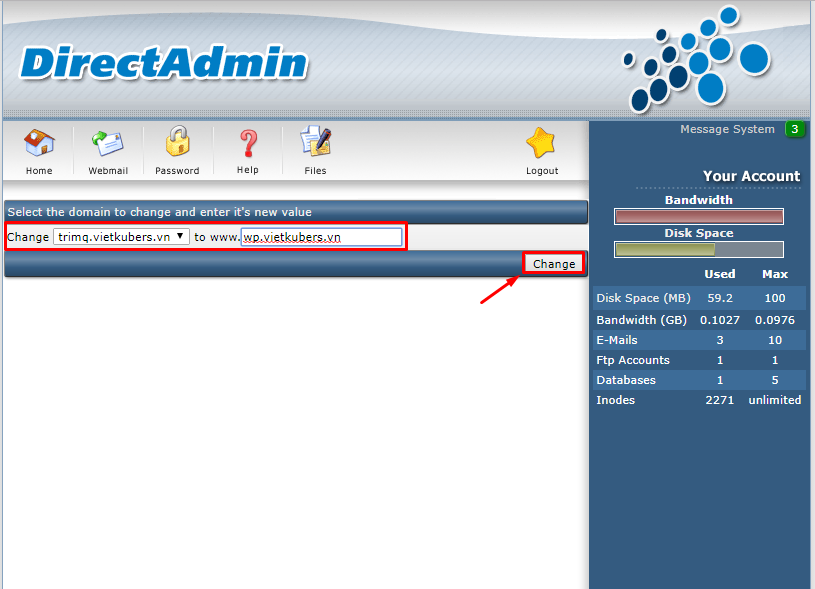 DirectAdmin
Home
Webmail
Password
Help
Files
Logout
Select the domain to change and enter it's new value
Change trimq.vietkubers.vn to www. wp.vietkubers.vn
Change
Message System 3
Your Account
Bandwidth
Disk Space
Used Max
Disk Space (MB) 59.2 100
Bandwidth (GB) 0.1027 0.0976
E-Mails 3 10
Ftp Accounts 1 1
Databases 1 5
Inodes 2271 unlimited